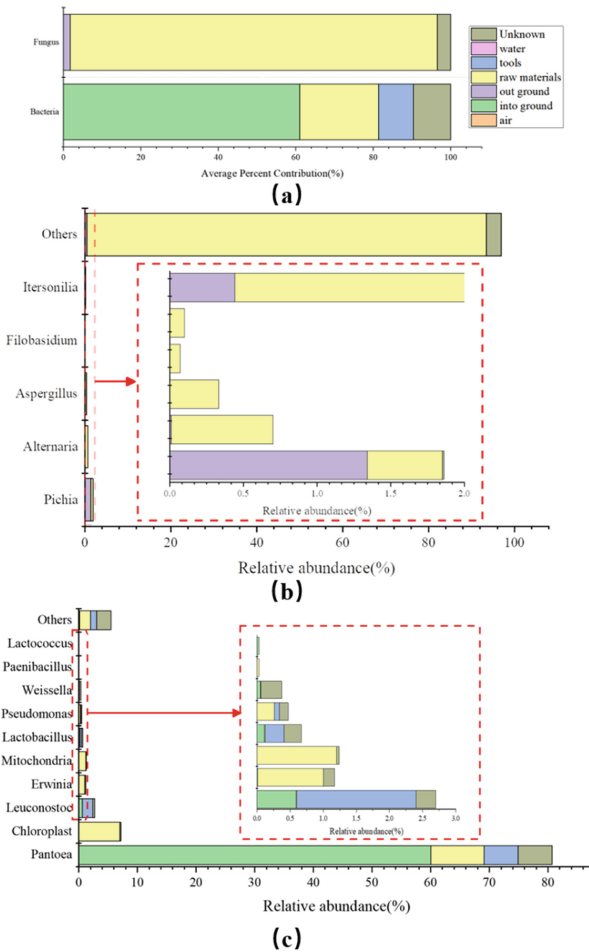 Fungus
Bacteria
0 20 40 60 80 100
Average Percent Contribution(%)
Unknown
water
tools
raw materials
out ground
into ground
air
(a)
Others
Itersonilia
Filobasidium
Aspergillus
Alternaria
Pichia
0.0 0.5 1.0 1.5 2.0
Relative abundance(%)
0 20 40 60 80 100
Relative abundance(%)
(b)
Others
Lactococcus
Paenibacillus
Weissella
Pseudomonas
Lactobacillus
Mitochondria
Erwinia
Leuconostoc
Chloroplast
Pantoea
0.0 0.5 1.0 1.5 2.0 2.5 3.0
Relative abundance(%)
0 10 20 30 40 50 60 70 80
Relative abundance(%)
(c)